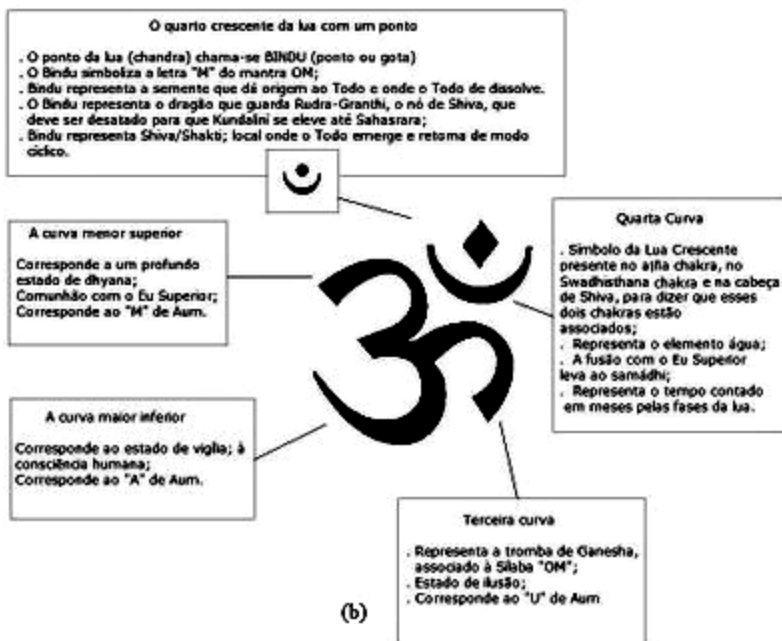 O quarto crescente da lua com um ponto
. O ponto da lua (chandra) chama-se BINDU (ponto ou gota)
. O Bindu simboliza a letra "M" do mantra OM;
. Bindu representa a semente que dá origem ao Todo e onde o Todo de dissolve.
. O Bindu representa o dragão que guarda Rudra-Granthi, o nó de Shiva, que
deve ser desatado para que Kundalini se eleve até Sahasrara;
. Bindu representa Shiva/Shakti; local onde o Todo emerge e retorna de modo
cíclico.
A curva menor superior
Corresponde a um profundo
estado de dhyana;
Comunhão com o Eu Superior;
Corresponde ao "M" de Aum.
Quarta Curva
. Símbolo da Lua Crescente
presente no ajña chakra, no
Swadhisthana chakra e na cabeça
de Shiva, para dizer que esses
dois chakras estão
associados;
. Representa o elemento água;
. A fusão com o Eu Superior
leva ao samádhi;
. Representa o tempo contado
em meses pelas fases da lua.
ॐ
A curva maior inferior
Corresponde ao estado de vigília; à
consciência humana;
Corresponde ao "A" de Aum.
Terceira curva
. Representa a tromba de Ganesha,
associado à Sílaba "OM";
. Estado de ilusão;
. Corresponde ao "U" de Aum
(b)